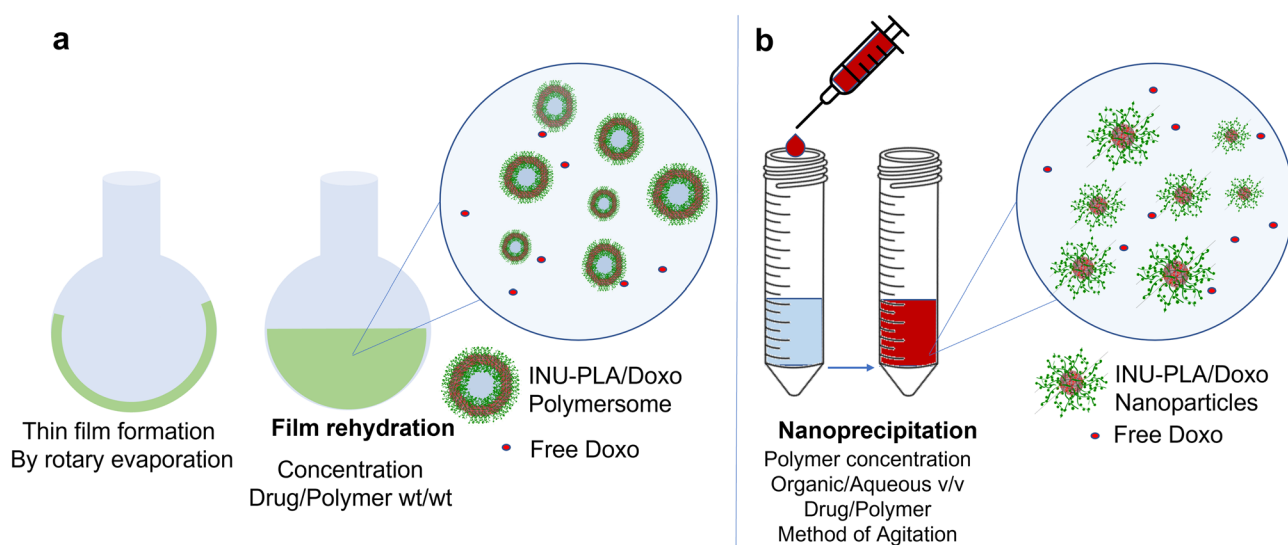 a
Thin film formation
By rotary evaporation
Film rehydration
Concentration
Drug/Polymer wt/wt
INU-PLA/Doxo
Polymersome
Free Doxo
b
Nanoprecipitation
Polymer concentration
Organic/Aqueous v/v
Drug/Polymer
Method of Agitation
INU-PLA/Doxo
Nanoparticles
Free Doxo